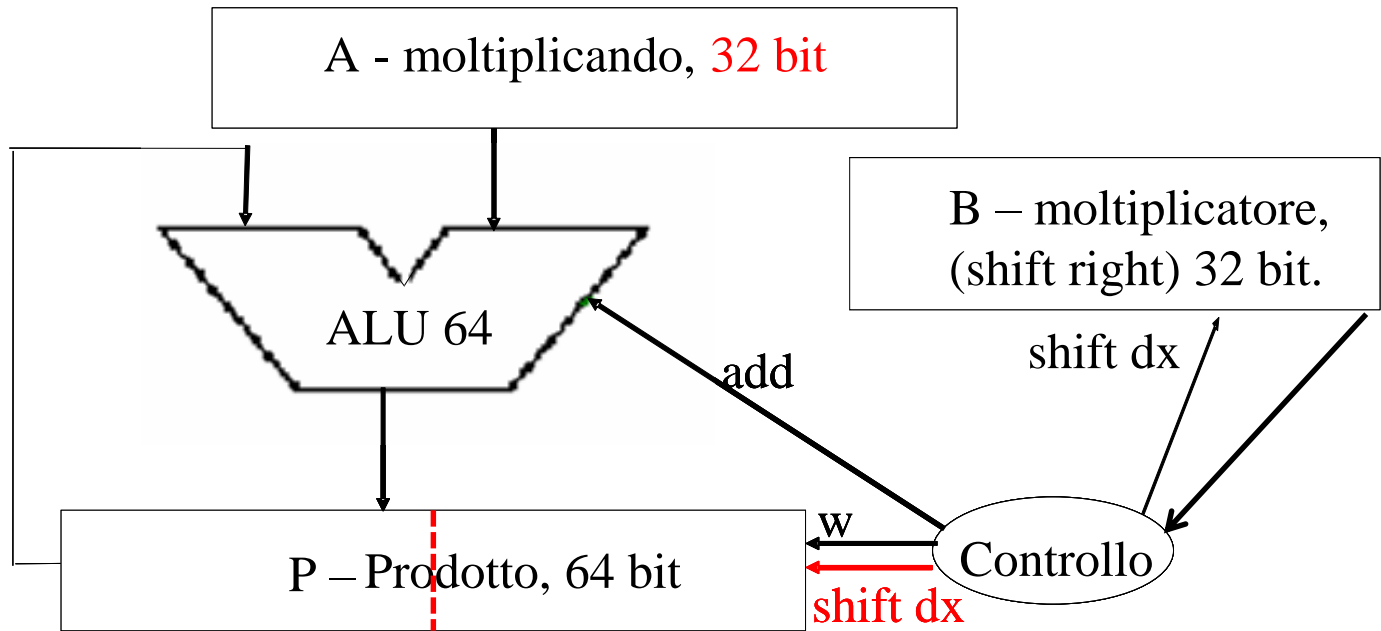 A - moltiplicando, 32 bit
B – moltiplicatore,
(shift right) 32 bit.
ALU 64
shift dx
add
w
P – Prodotto, 64 bit
Controllo
shift dx